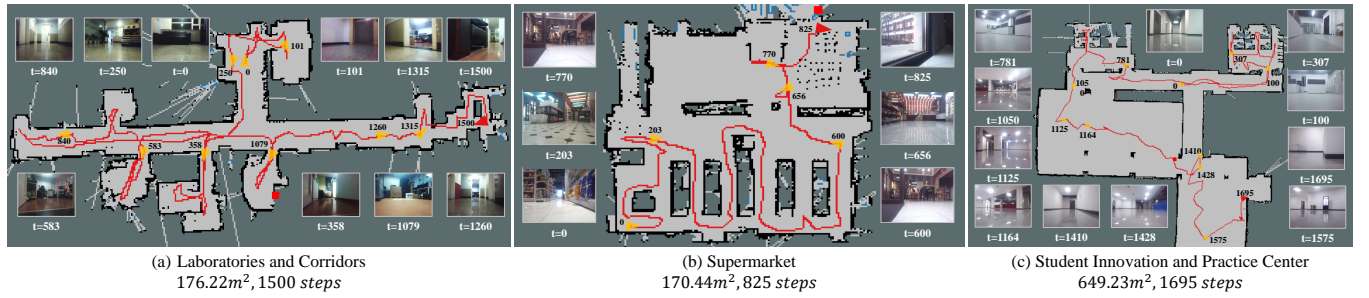 t=840 t=250 t=0 t=101 t=1315 t=1500
101
250 0
840 583 358 1079 1260 1315 1500
t=583 t=358 t=1079 t=1260
(a) Laboratories and Corridors
176.22m², 1500 steps
825
770
t=770 t=825
656
203 600
t=203 t=656
0
t=0 t=600
(b) Supermarket
170.44m², 825 steps
t=781 t=0 t=307
307
781
100
105
0
0
t=1050 t=100
1125 1164
1410
t=1125 1428 t=1695
1695
1575
t=1164 t=1410 t=1428 t=1575
(c) Student Innovation and Practice Center
649.23m², 1695 steps